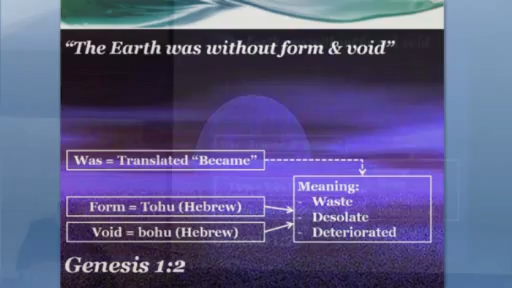 “The Earth was without form & void”
Was = Translated “Became”
Meaning:
- Waste
- Desolate
- Deteriorated
Form = Tohu (Hebrew)
Void = bohu (Hebrew)
Genesis 1:2